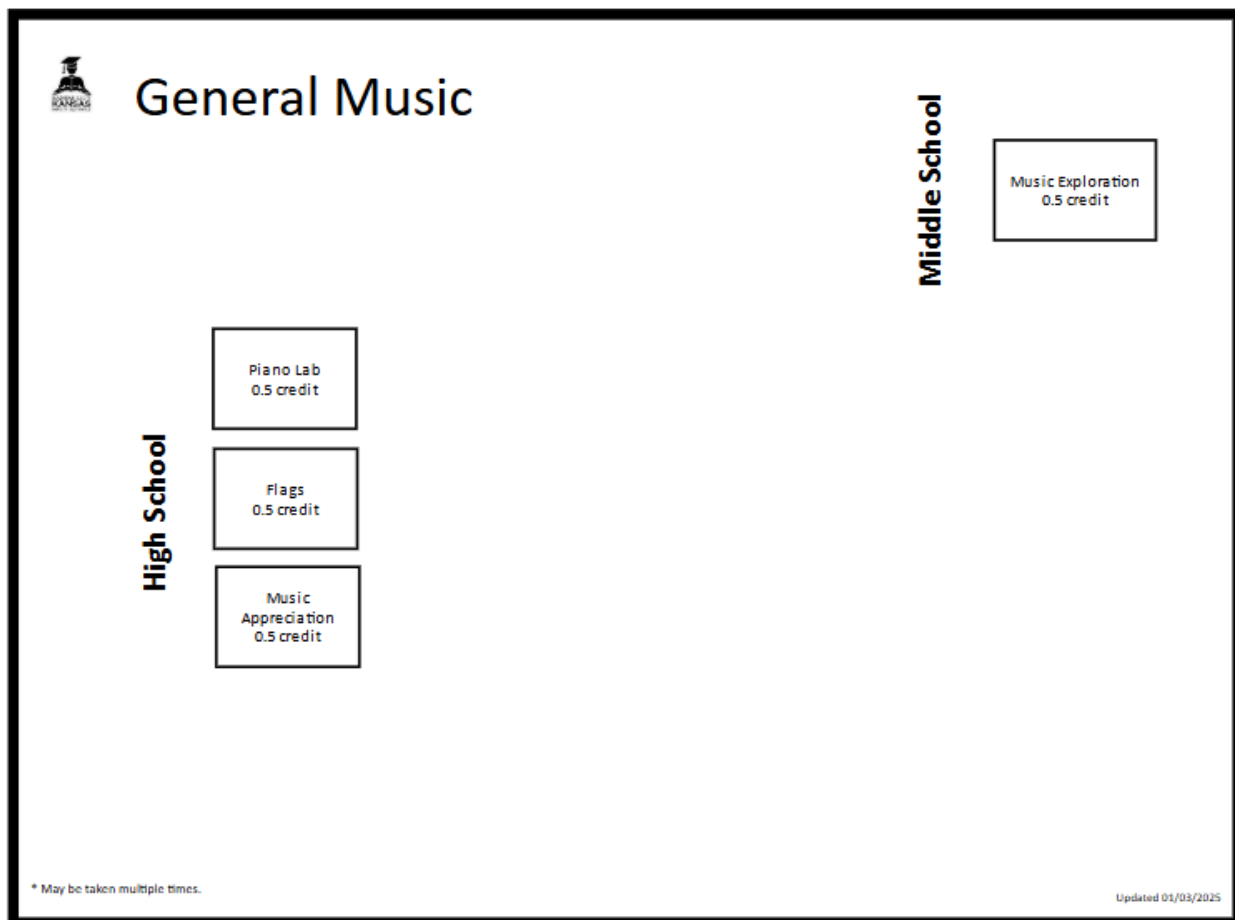 General Music
KANSAS
Middle School
Music Exploration
0.5 credit
High School
Piano Lab
0.5 credit
Flags
0.5 credit
Music
Appreciation
0.5 credit
* May be taken multiple times.
Updated 01/03/2025